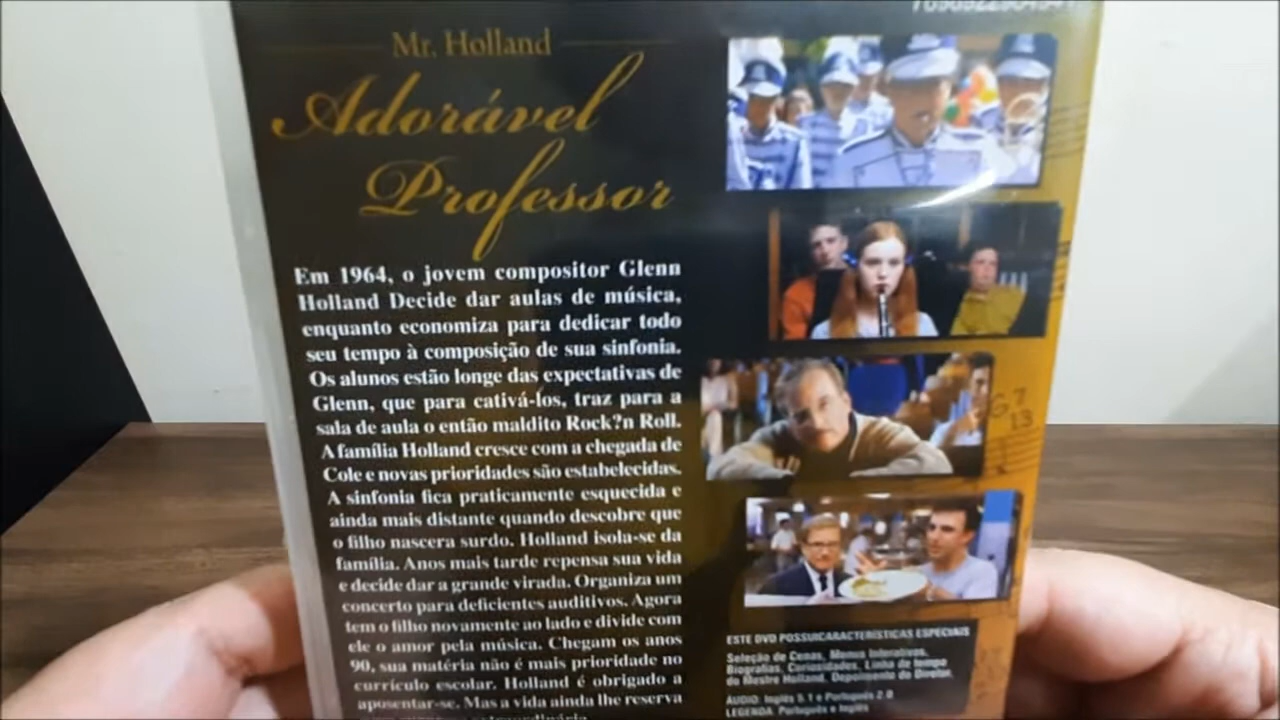 Mr. Holland
Adorável
Professor
Em 1964, o jovem compositor Glenn
Holland Decide dar aulas de música,
enquanto economiza para dedicar todo
seu tempo à composição de sua sinfonia.
Os alunos estão longe das expectativas de
Glenn, que para cativá-los, traz para a
sala de aula o então maldito Rock?n Roll.
A família Holland cresce com a chegada de
Cole e novas prioridades são estabelecidas.
A sinfonia fica praticamente esquecida e
ainda mais distante quando descobre que
o filho nascera surdo. Holland isola-se da
família. Anos mais tarde repensa sua vida
e decide dar a grande virada. Organiza um
concerto para deficientes auditivos. Agora
tem o filho novamente ao lado e divide com
ele o amor pela música. Chegam os anos
90, sua matéria não é mais prioridade no
currículo escolar. Holland é obrigado a
aposentar-se. Mas a vida ainda lhe reserva
ESTE DVD POSSUI CARACTERÍSTICAS ESPECIAIS
Seleção de Cenas, Menus Interativos,
Biografias, Curiosidades, Linha de tempo
do Mestre Holland, Depoimento do Diretor.
ÁUDIO: Inglês 5.1 e Português 2.0
LEGENDA: Português e Inglês